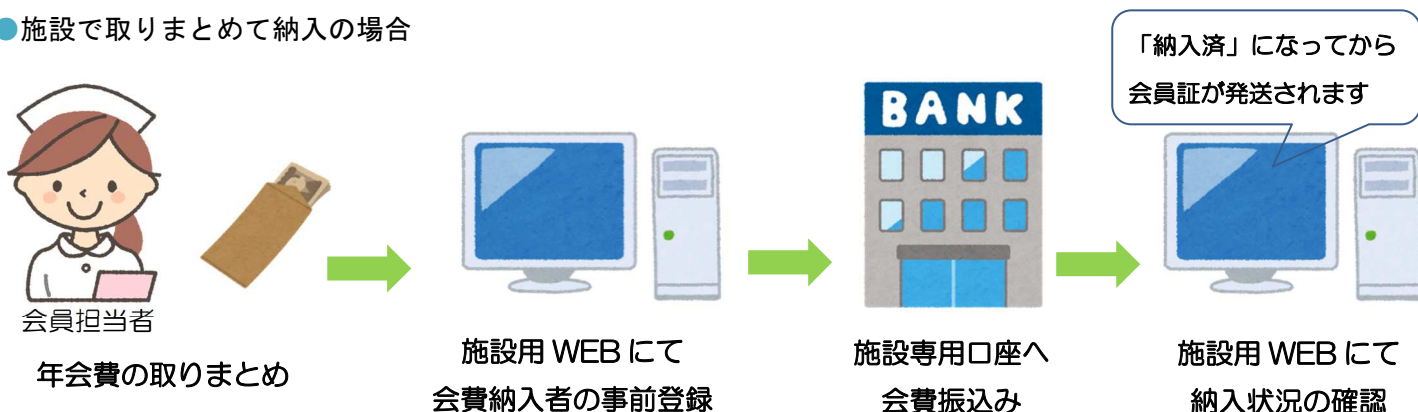 ●施設で取りまとめて納入の場合
「納入済」になってから
会員証が発送されます
BANK
会員担当者
年会費の取りまとめ
施設用 WEB にて
会費納入者の事前登録
施設専用口座へ
会費振込み
施設用 WEB にて
納入状況の確認